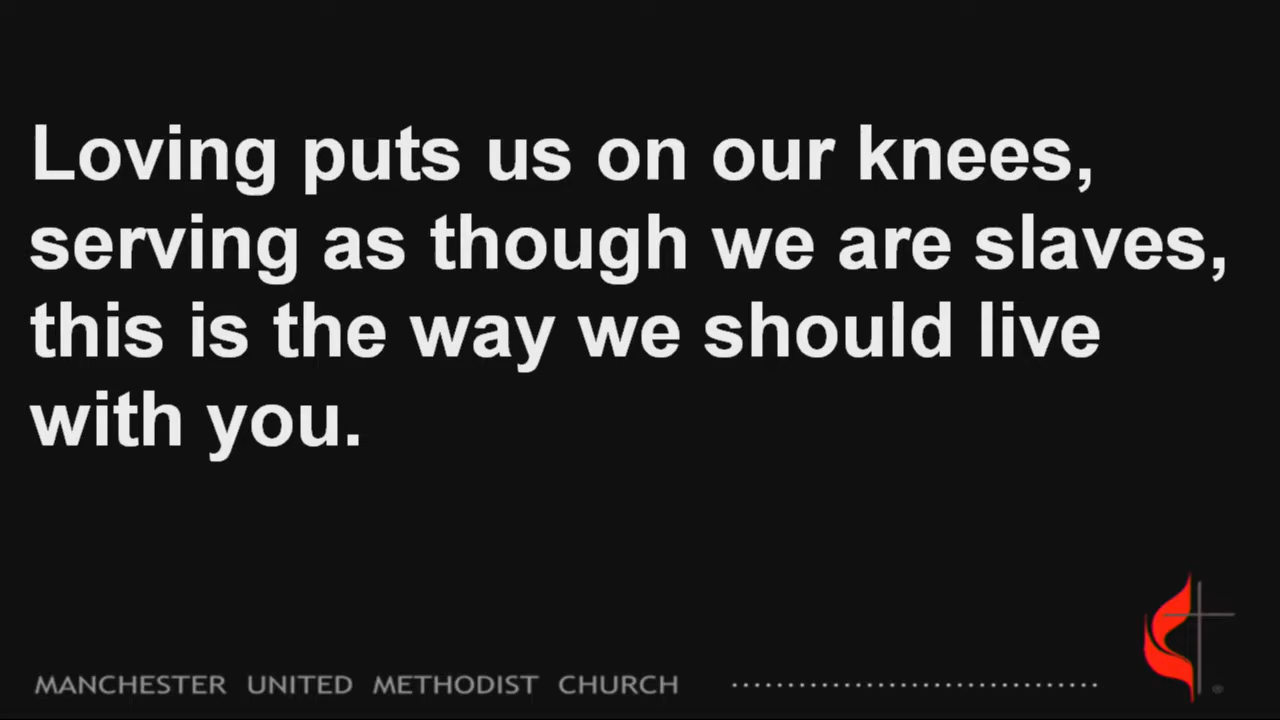 Loving puts us on our knees,
serving as though we are slaves,
this is the way we should live
with you.
MANCHESTER UNITED METHODIST CHURCH
®